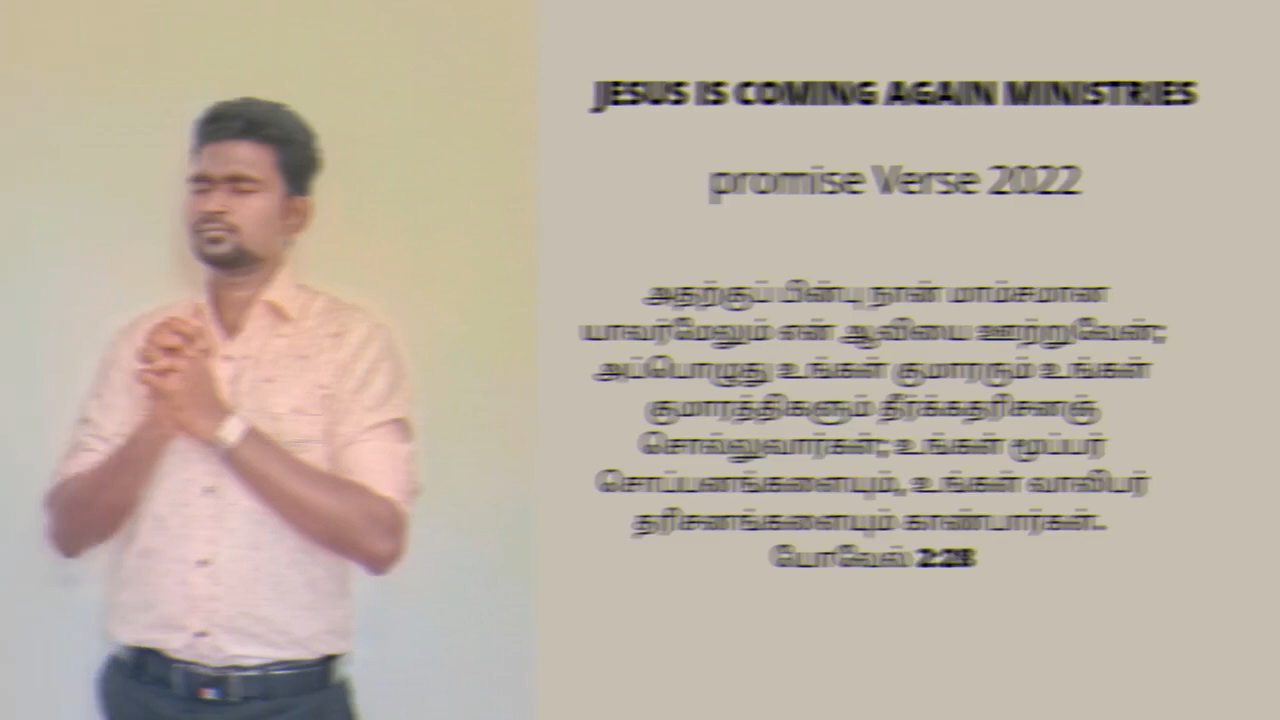 JESUS IS COMING AGAIN MINISTRIES
promise Verse 2022
அதற்குப் பின்பு நான் மாம்சமான
யாவர்மேலும் என் ஆவியை ஊற்றுவேன்;
அப்பொழுது உங்கள் குமாரரும் உங்கள்
குமாரத்திகளும் தீர்க்கதரிசனஞ்
சொல்லுவார்கள்; உங்கள் மூப்பர்
சொப்பனங்களையும், உங்கள் வாலிபர்
தரிசனங்களையும் காண்பார்கள்..
யோவேல் 2:28